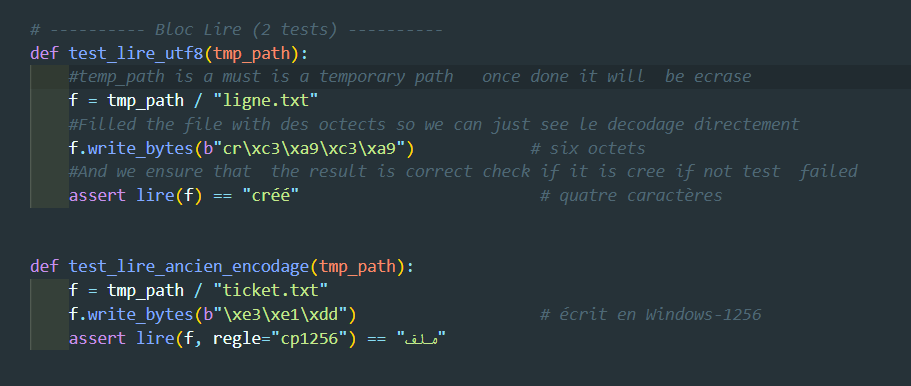 # ---------- Bloc Lire (2 tests) ----------
def test_lire_utf8(tmp_path):
    #temp_path is a must is a temporary path   once done it will  be ecrase
    f = tmp_path / "ligne.txt"
    #Filled the file with des octects so we can just see le decodage directement
    f.write_bytes(b"cr\xc3\xa9\xc3\xa9")            # six octets
    #And we ensure that  the result is correct check if it is cree if not test  failed
    assert lire(f) == "créé"                         # quatre caractères
def test_lire_ancien_encodage(tmp_path):
    f = tmp_path / "ticket.txt"
    f.write_bytes(b"\xe3\xe1\xdd")                   # écrit en Windows-1256
    assert lire(f, regle="cp1256") == "ملف"